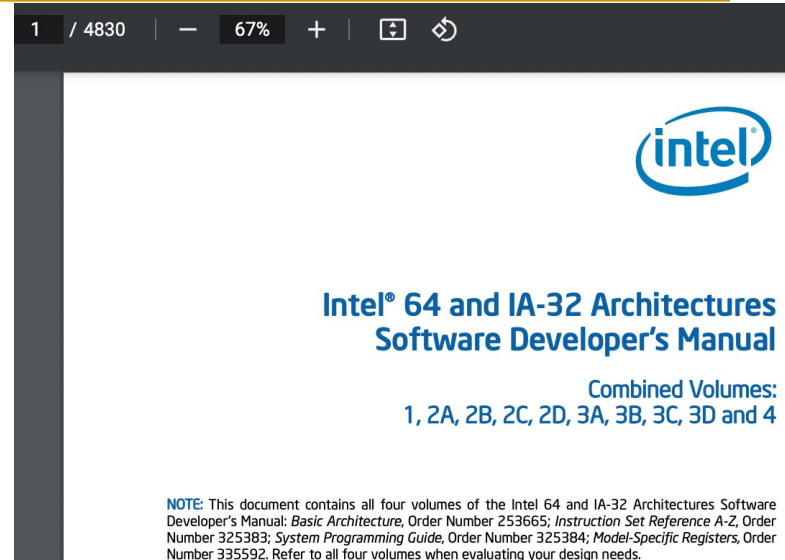 1 / 4830 | − 67% + |
intel®
Intel® 64 and IA-32 Architectures
Software Developer's Manual
Combined Volumes:
1, 2A, 2B, 2C, 2D, 3A, 3B, 3C, 3D and 4
NOTE: This document contains all four volumes of the Intel 64 and IA-32 Architectures Software
Developer's Manual: Basic Architecture, Order Number 253665; Instruction Set Reference A-Z, Order
Number 325383; System Programming Guide, Order Number 325384; Model-Specific Registers, Order
Number 335592. Refer to all four volumes when evaluating your design needs.